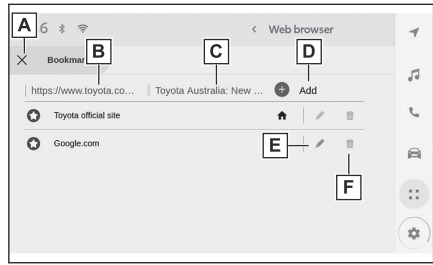 A
6 < Web browser
B C D
Bookmar
https://www.toyota.co... Toyota Australia: New ... + Add
Toyota official site
Google.com
E
F